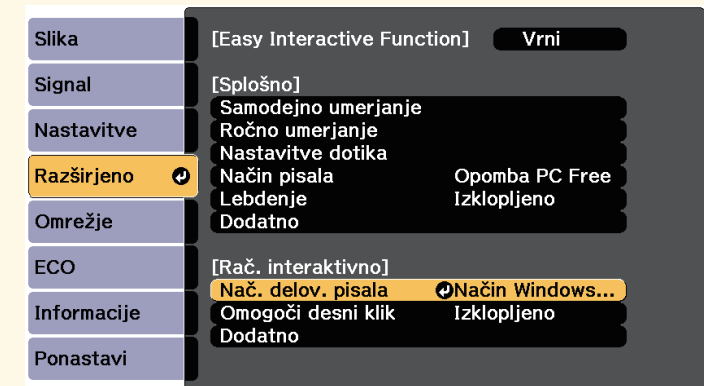 Slika
Signal
Nastavitve
Razširjeno
Omrežje
ECO
Informacije
Ponastavi
[Easy Interactive Function] Vrni
[Splošno]
Samodejno umerjanje
Ročno umerjanje
Nastavitve dotika
Način pisala Opomba PC Free
Lebdenje Izklopljeno
Dodatno
[Rač. interaktivno]
Nač. delov. pisala Način Windows...
Omogoči desni klik Izklopljeno
Dodatno